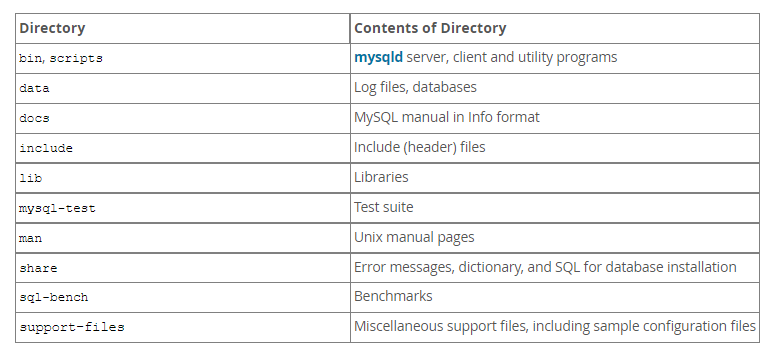 Directory Contents of Directory
bin, scripts mysqld server, client and utility programs
data Log files, databases
docs MySQL manual in Info format
include Include (header) files
lib Libraries
mysql-test Test suite
man Unix manual pages
share Error messages, dictionary, and SQL for database installation
sql-bench Benchmarks
support-files Miscellaneous support files, including sample configuration files